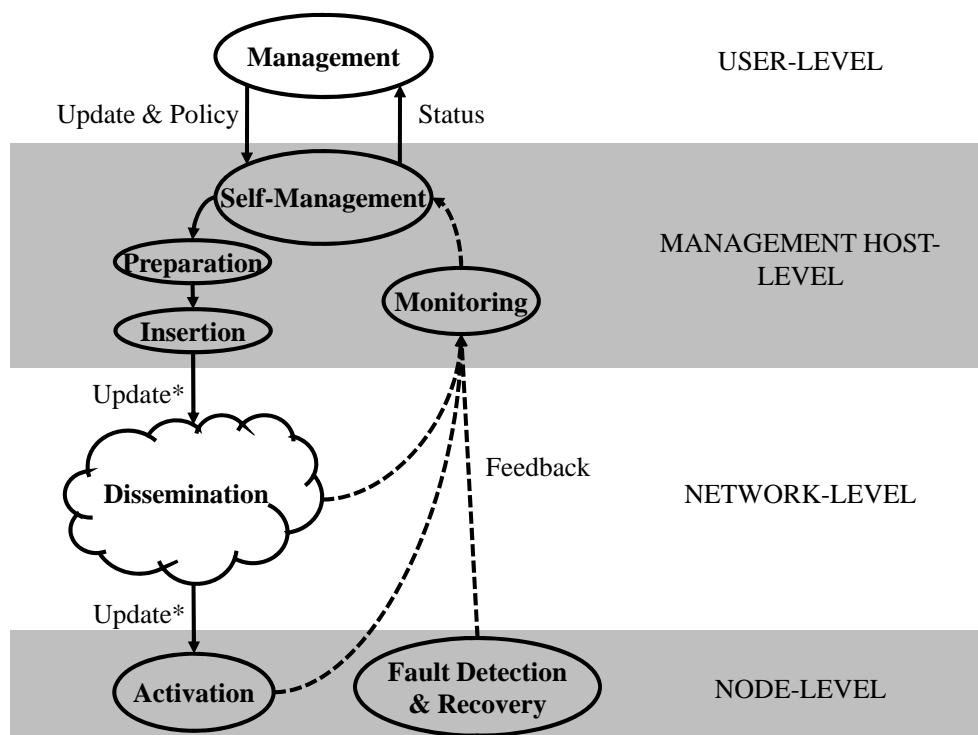 Management
USER-LEVEL
Update & Policy
Status
Self-Management
MANAGEMENT HOST-
LEVEL
Preparation
Monitoring
Insertion
Update*
Feedback
Dissemination
NETWORK-LEVEL
Update*
Fault Detection
& Recovery
Activation
NODE-LEVEL